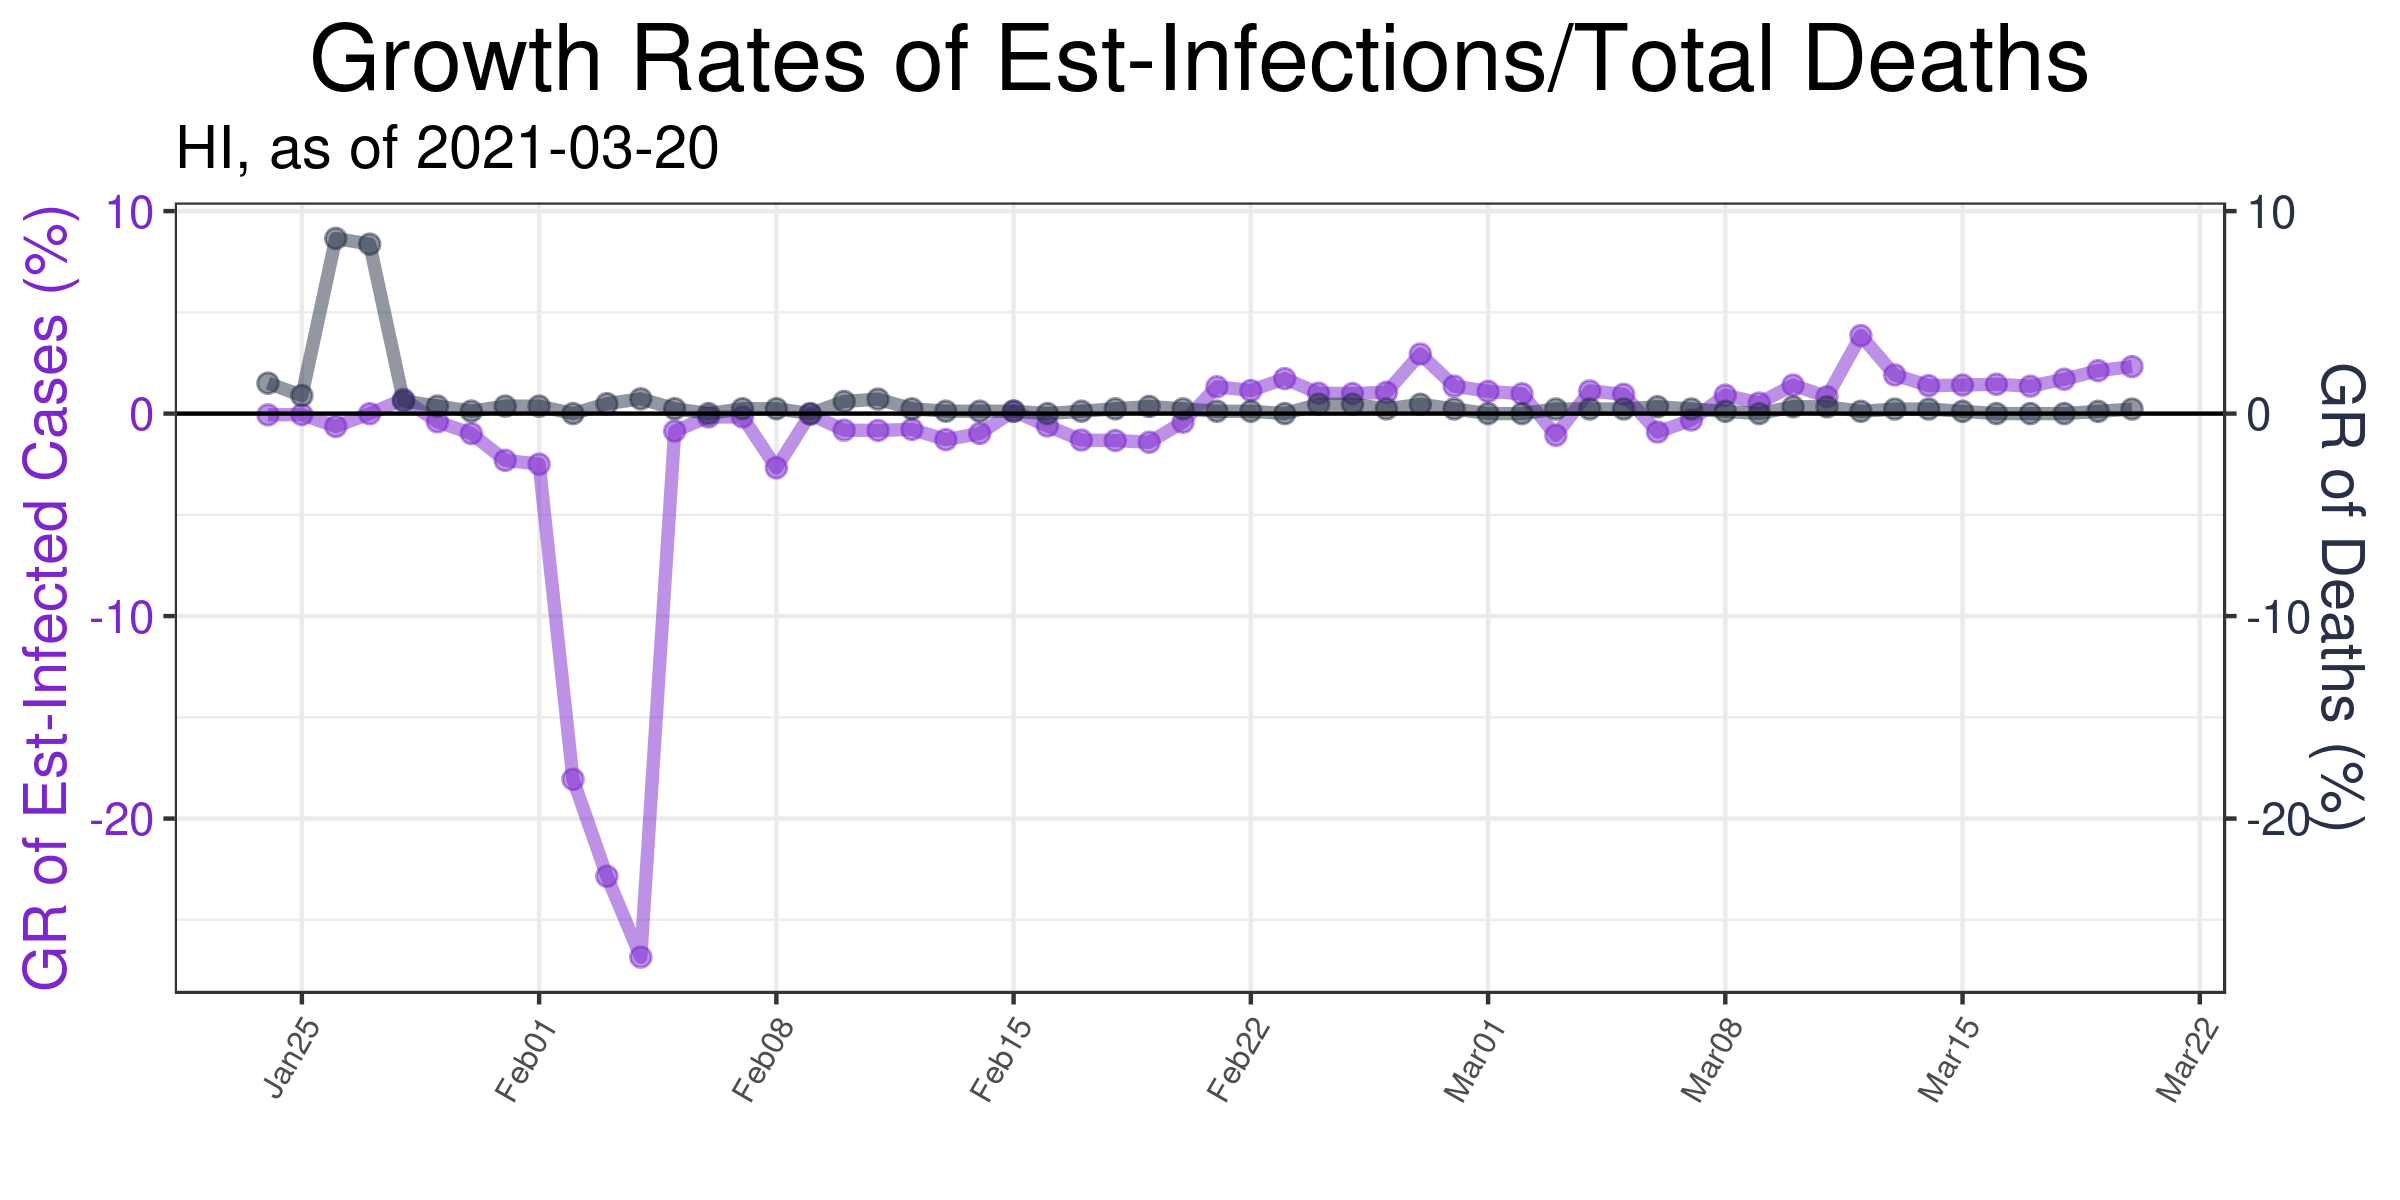 Growth Rates of Est-Infections/Total Deaths
HI, as of 2021-03-20
GR of Est-Infected Cases (%)
10
0
-10
-20
10
0
-10
-20
GR of Deaths (%)
Jan25
Feb01
Feb08
Feb15
Feb22
Mar01
Mar08
Mar15
Mar22